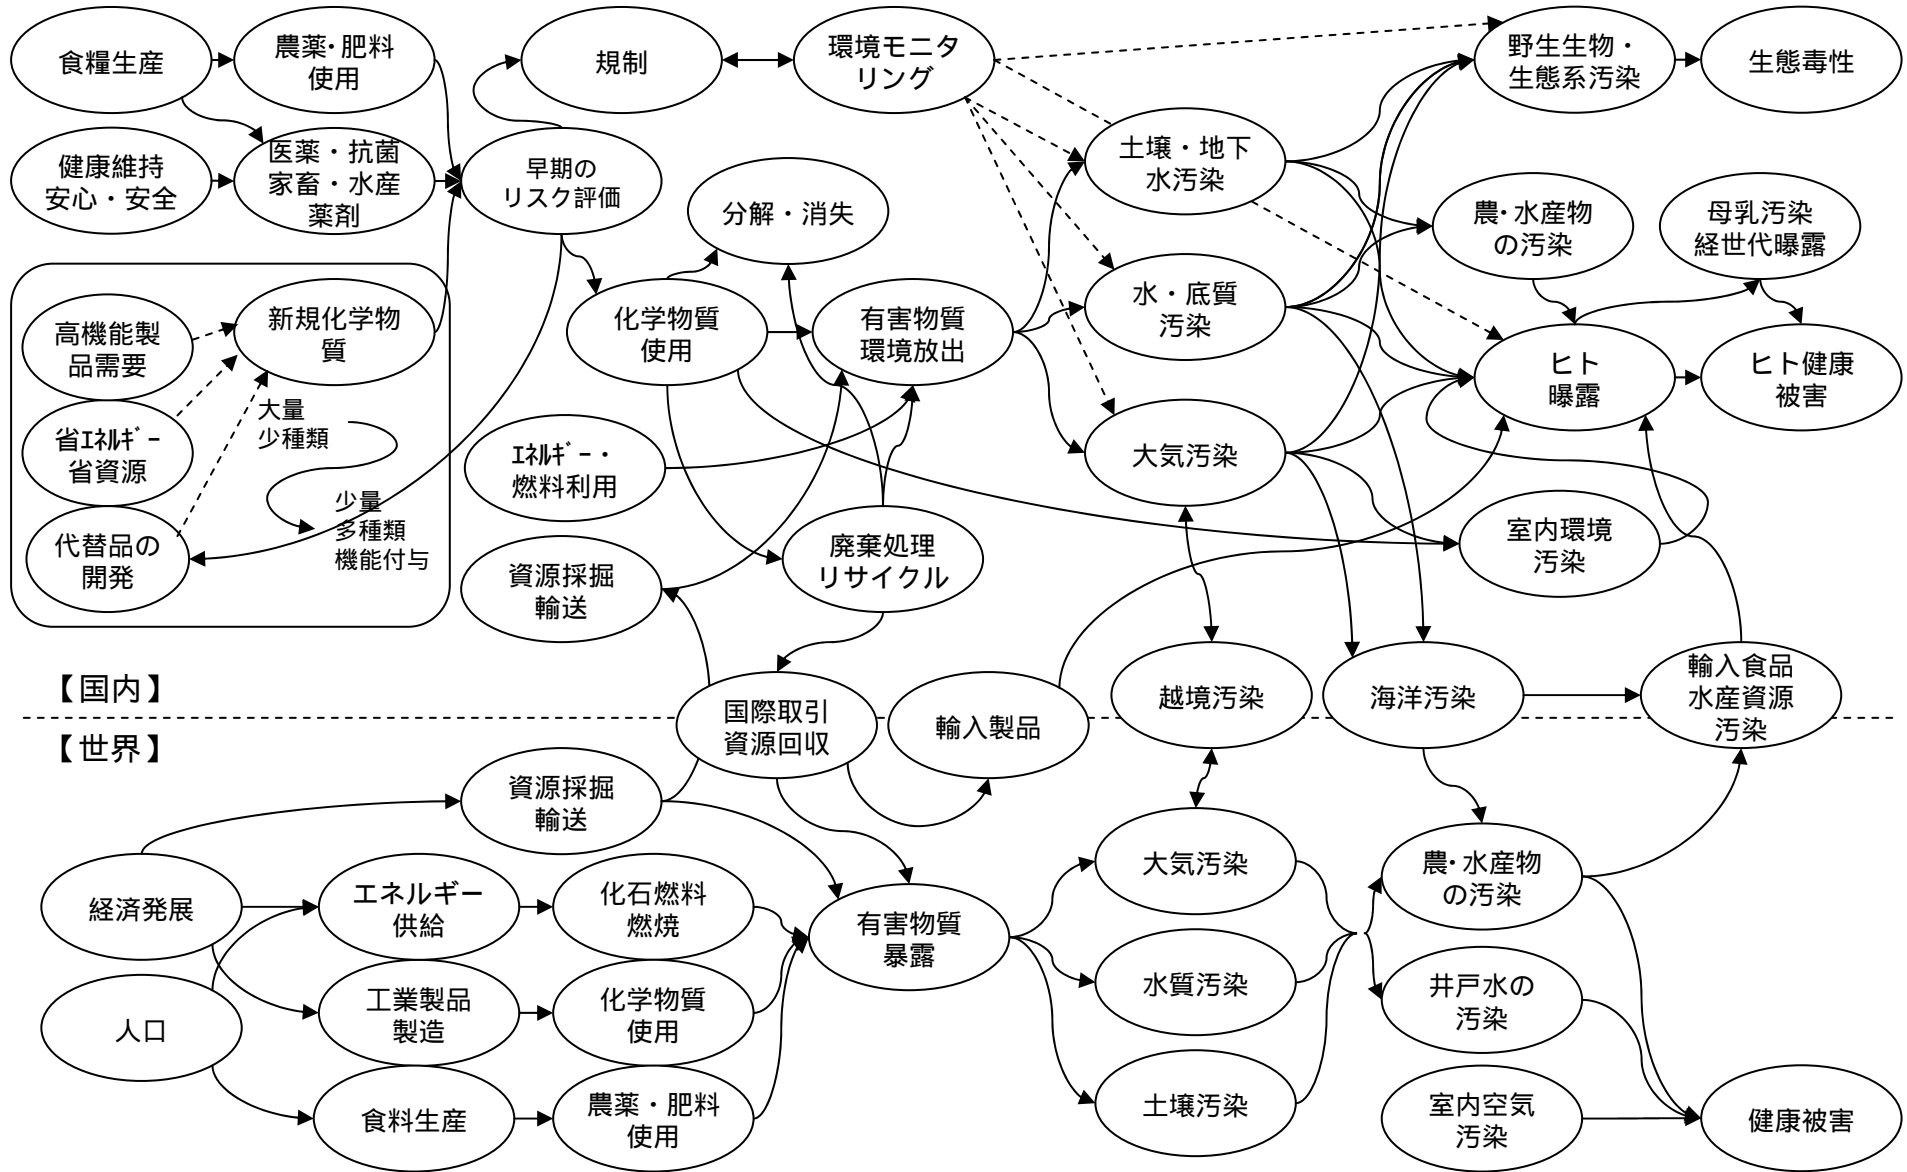 食糧生産
農薬・肥料
使用
規制
環境モニタ
リング
野生生物・
生態系汚染
生態毒性
健康維持
安心・安全
医薬・抗菌
家畜・水産
薬剤
早期の
リスク評価
分解・消失
土壌・地下
水汚染
農・水産物
の汚染
母乳汚染
経世代曝露
高機能製
品需要
新規化学物
質
化学物質
使用
有害物質
環境放出
水・底質
汚染
ヒト
曝露
ヒト健康
被害
省エネルギー
省資源
大量
少種類
エネルギー・
燃料利用
大気汚染
代替品の
開発
少量
多種類
機能付与
資源採掘
輸送
廃棄処理
リサイクル
室内環境
汚染
【国内】
国際取引
資源回収
輸入製品
越境汚染
海洋汚染
輸入食品
水産資源
汚染
【世界】
資源採掘
輸送
経済発展
エネルギー
供給
化石燃料
燃焼
有害物質
暴露
大気汚染
農・水産物
の汚染
人口
工業製品
製造
化学物質
使用
水質汚染
井戸水の
汚染
食料生産
農薬・肥料
使用
土壌汚染
室内空気
汚染
健康被害